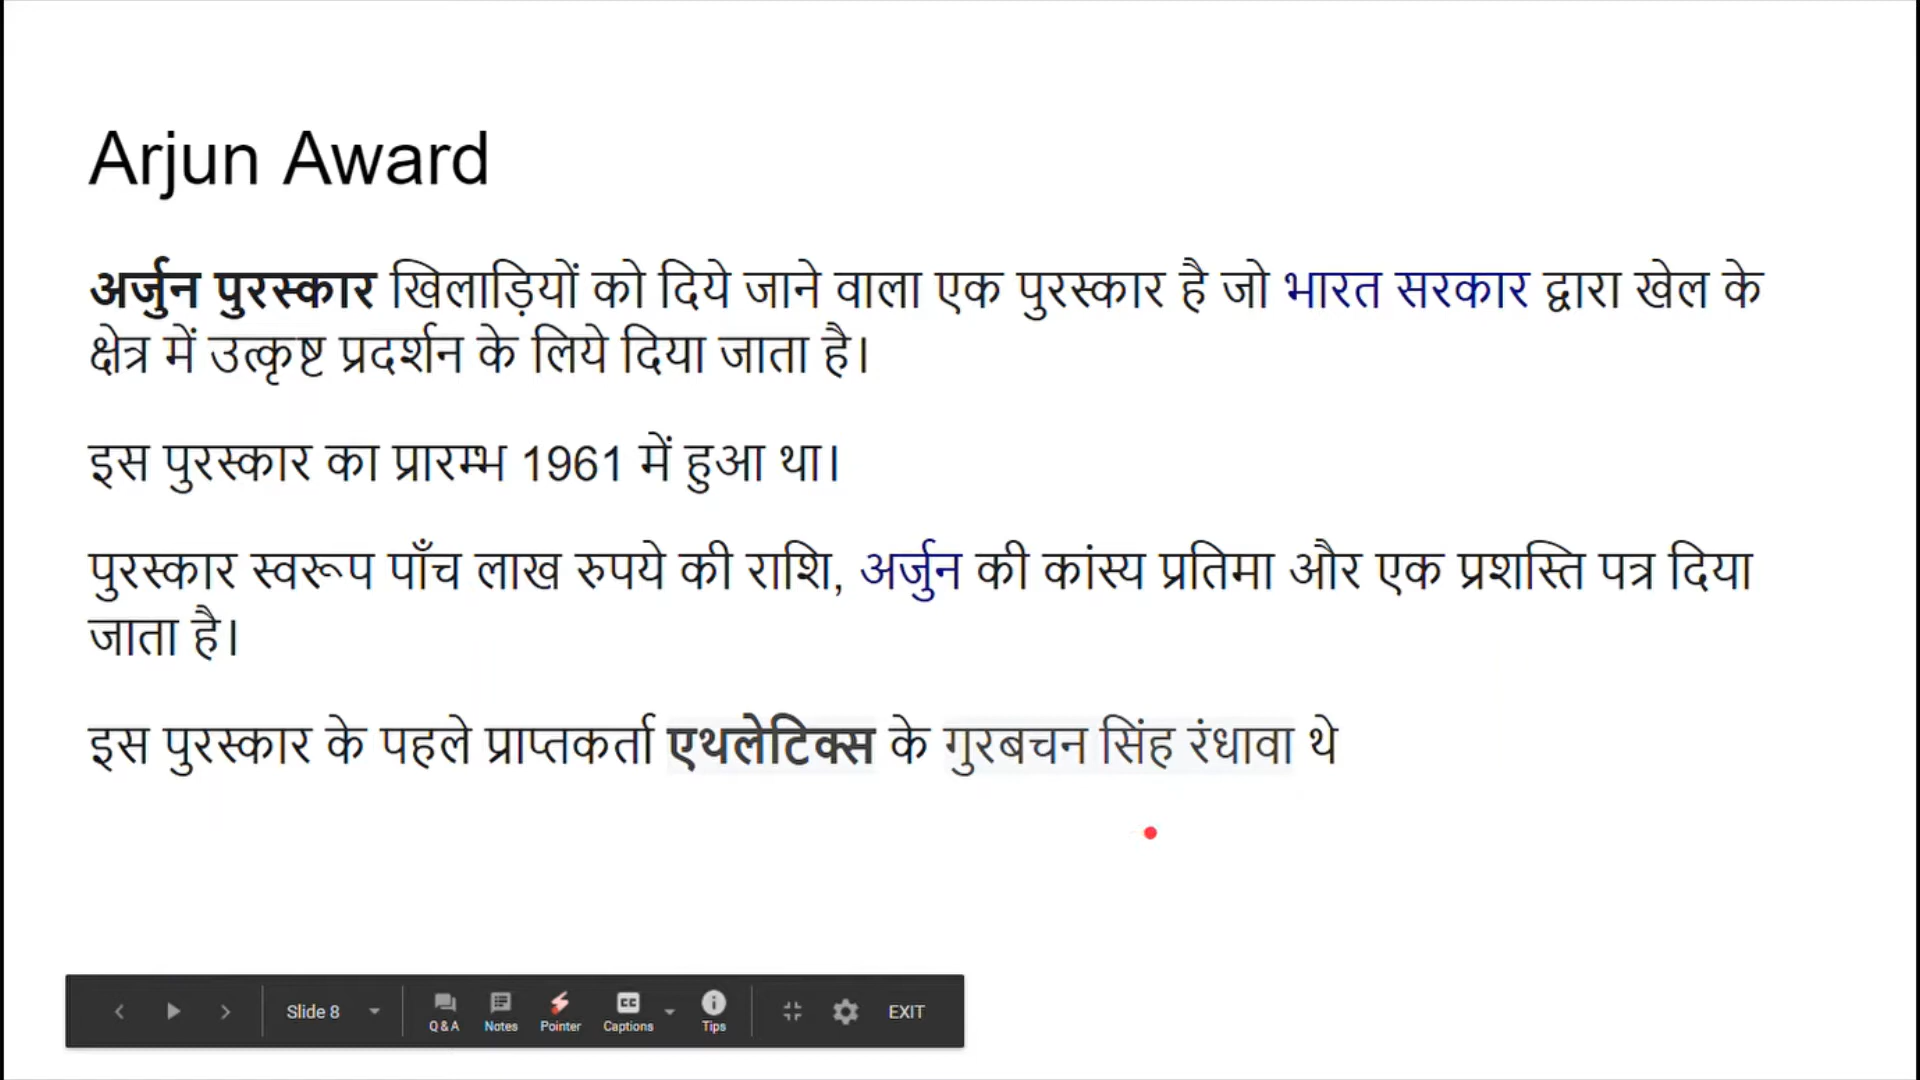 Arjun Award
अर्जुन पुरस्कार खिलाड़ियों को दिये जाने वाला एक पुरस्कार है जो भारत सरकार द्वारा खेल के
क्षेत्र में उत्कृष्ट प्रदर्शन के लिये दिया जाता है।
इस पुरस्कार का प्रारम्भ 1961 में हुआ था।
पुरस्कार स्वरूप पाँच लाख रुपये की राशि, अर्जुन की कांस्य प्रतिमा और एक प्रशस्ति पत्र दिया
जाता है।
इस पुरस्कार के पहले प्राप्तकर्ता एथलेटिक्स के गुरबचन सिंह रंधावा थे
Slide 8 Q & A Notes Pointer CC Captions Tips EXIT